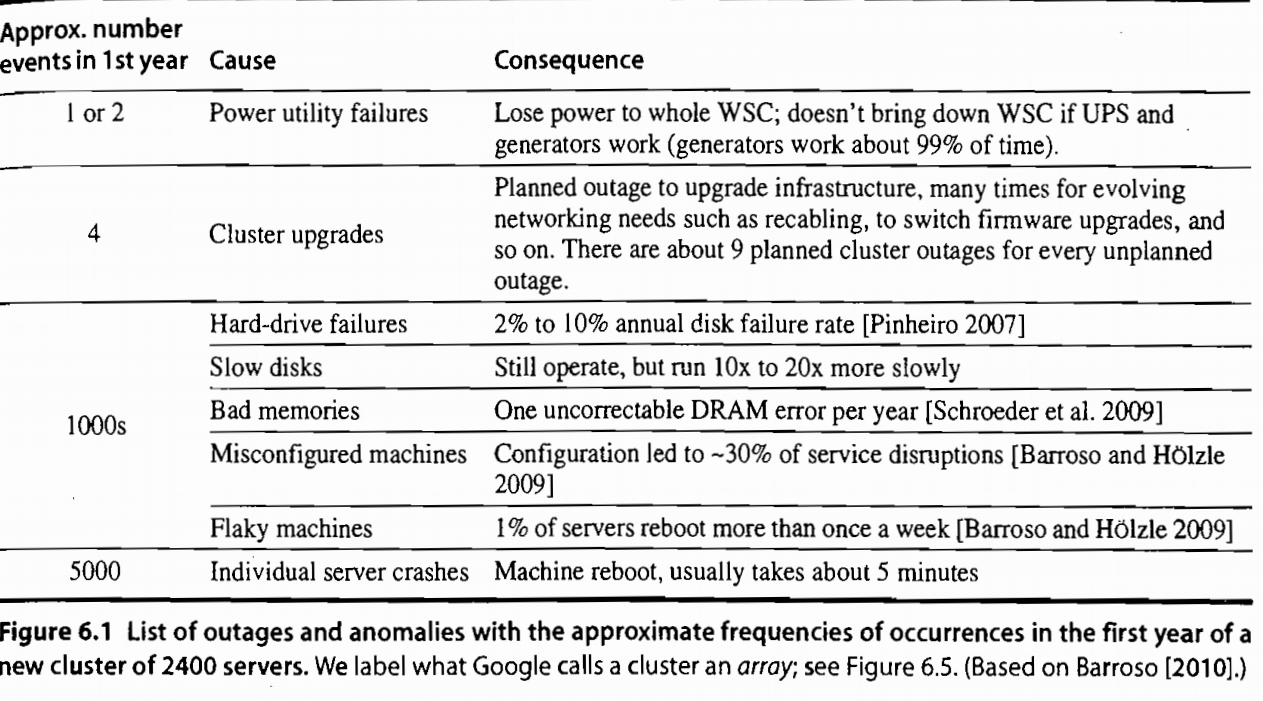 Approx. number
events in 1st year Cause Consequence
1 or 2 Power utility failures Lose power to whole WSC; doesn't bring down WSC if UPS and
generators work (generators work about 99% of time).
4 Cluster upgrades Planned outage to upgrade infrastructure, many times for evolving
networking needs such as recabling, to switch firmware upgrades, and
so on. There are about 9 planned cluster outages for every unplanned
outage.
1000s Hard-drive failures 2% to 10% annual disk failure rate [Pinheiro 2007]
Slow disks Still operate, but run 10x to 20x more slowly
Bad memories One uncorrectable DRAM error per year [Schroeder et al. 2009]
Misconfigured machines Configuration led to ~30% of service disruptions [Barroso and Hölzle
2009]
Flaky machines 1% of servers reboot more than once a week [Barroso and Hölzle 2009]
5000 Individual server crashes Machine reboot, usually takes about 5 minutes
Figure 6.1 List of outages and anomalies with the approximate frequencies of occurrences in the first year of a
new cluster of 2400 servers. We label what Google calls a cluster an array; see Figure 6.5. (Based on Barroso [2010].)